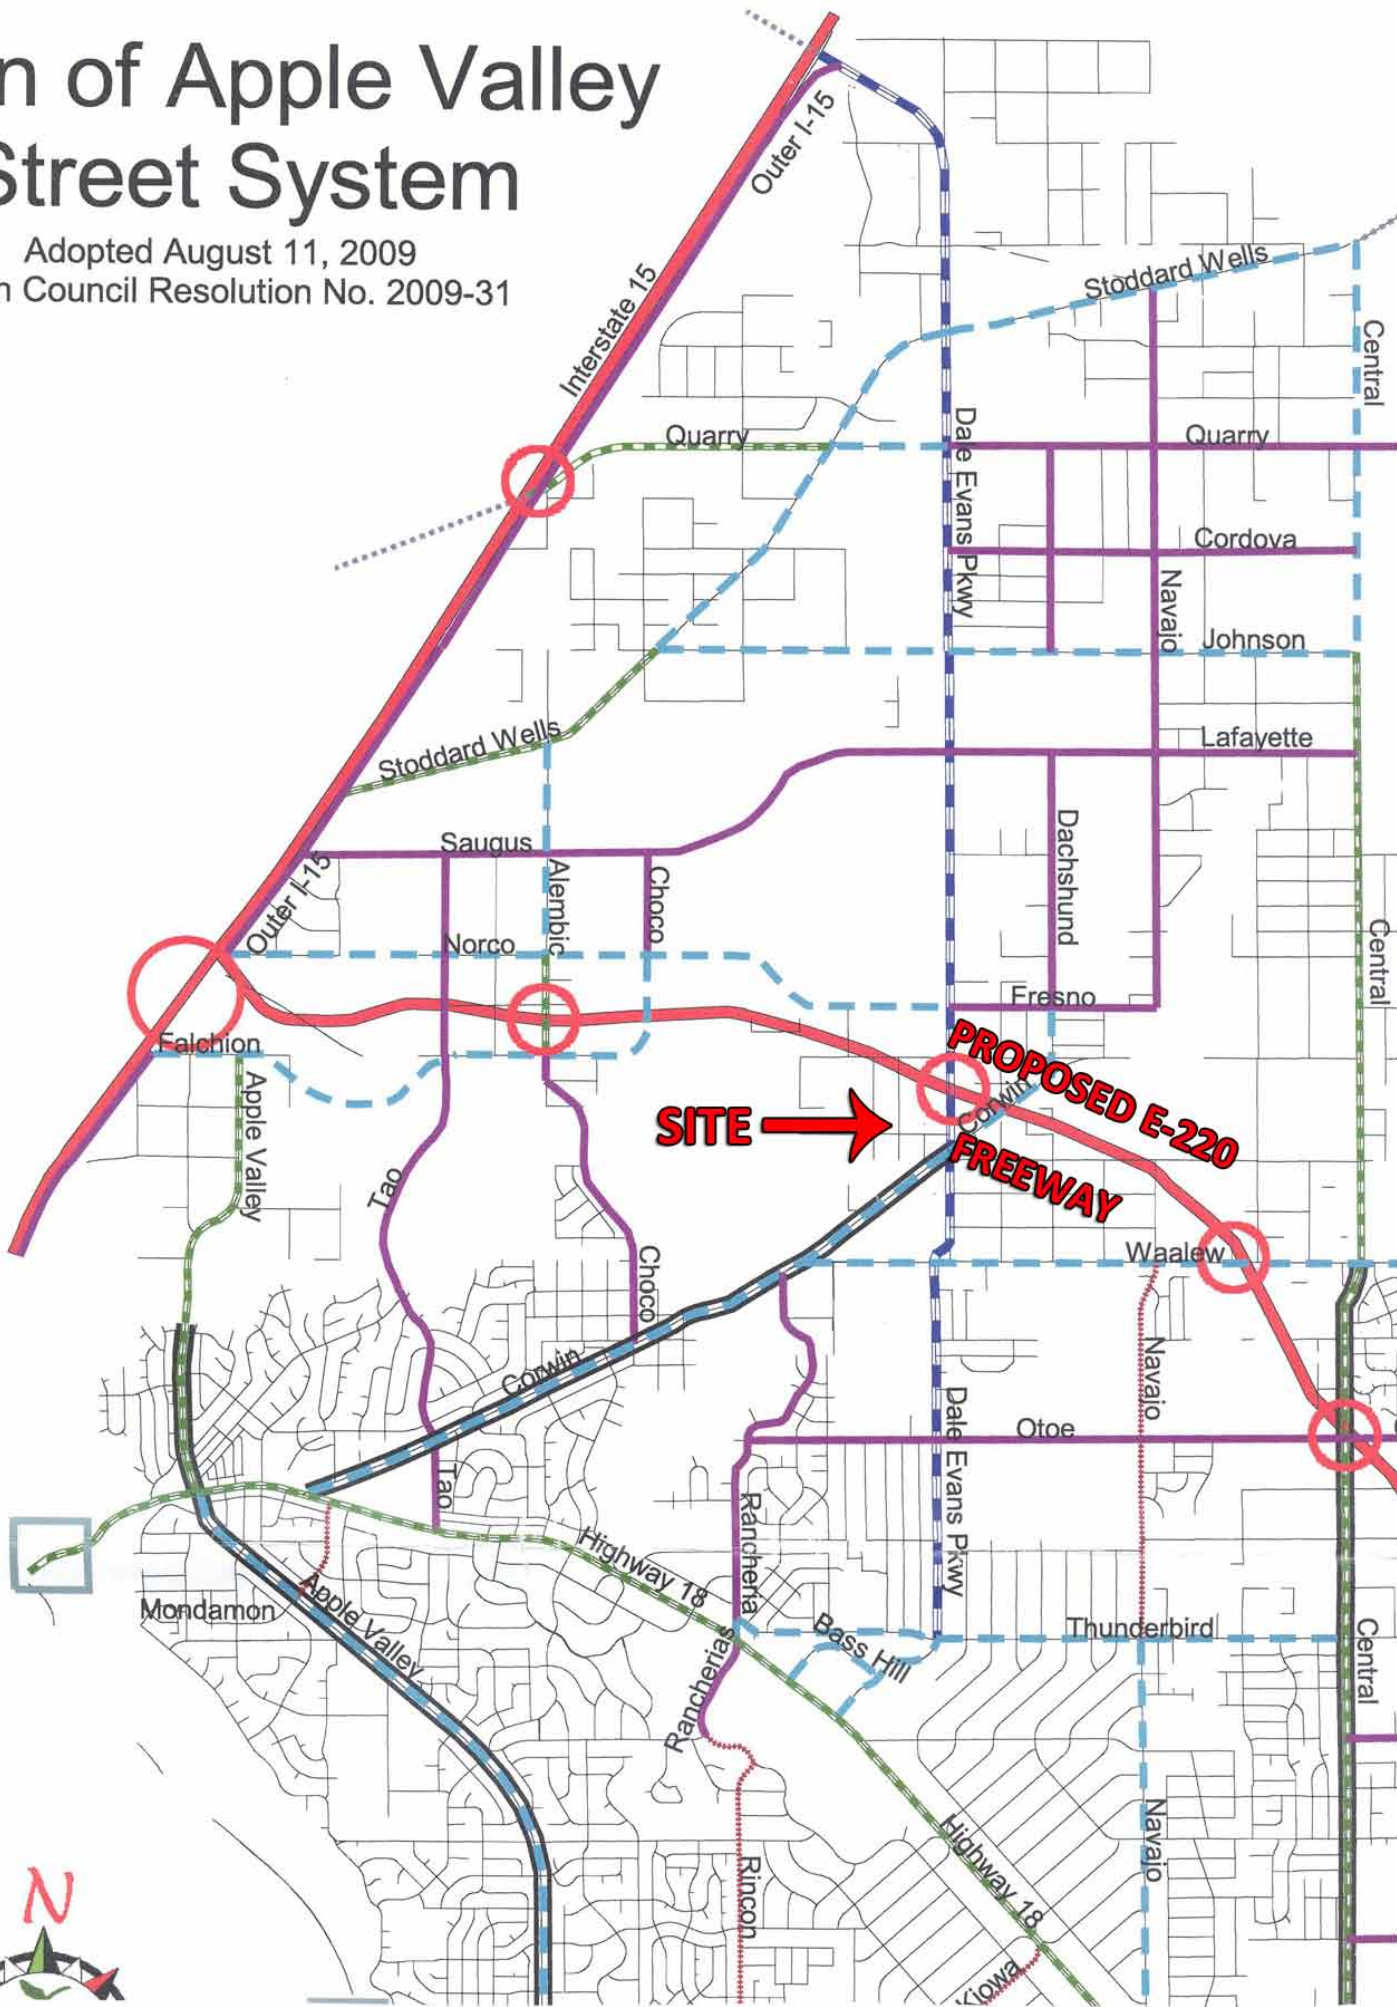 n of Apple Valley
Street System
Adopted August 11, 2009
n Council Resolution No. 2009-31
Outer I-15
Interstate 15
Stoddard Wells
Central
Quarry
Dale Evans Pkwy
Quarry
Cordova
Navajo
Johnson
Stoddard Wells
Lafayette
Saugus
Outer I-15
Alembic
Choco
Dachshund
Norco
Central
Fresno
Falchion
PROPOSED E-220
FREEWAY
Corwin
SITE
Apple Valley
Tao
Choco
Waalew
Corwin
Navajo
Dale Evans Pkwy
Otoe
Tao
Rancheria
Highway 18
Mondamon
Apple Valley
Bass Hill
Thunderbird
Central
Rancherias
Navajo
Highway 18
Rincon
Kiowa
N